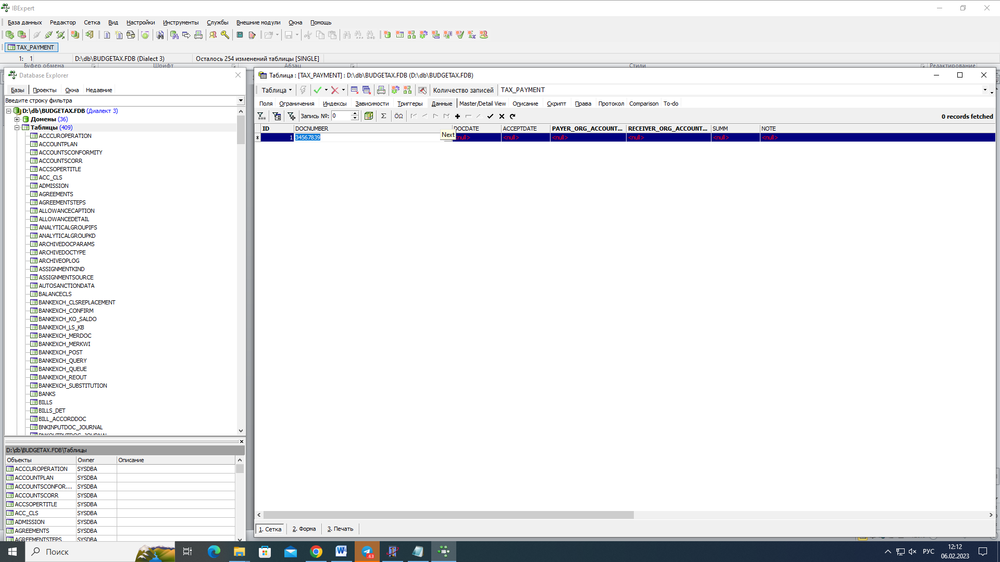 IBExpert
База данных Редактор Сетка Вид Настройки Инструменты Службы Внешние модули Окна Помощь
TAX_PAYMENT
1: 1 D:\db\BUDGETAX.FDB (Dialect 3) Осталось 254 изменений таблицы [SINGLE]
Буфер обмена Шрифт Абзац Стили Редактирование
Database Explorer
Базы Проекты Окна Недавние
Введите строку фильтра
D:\db\BUDGETAX.FDB (Диалект 3)
Домены (36)
Таблицы (409)
ACCCUROPERATION
ACCOUNTPLAN
ACCOUNTSCONFORMITY
ACCOUNTSCORR
ACCSOPERTITLE
ACC_CLS
ADMISSION
AGREEMENTS
AGREEMENTSTEPS
ALLOWANCECAPTION
ALLOWANCEDETAIL
ANALYTICALGROUPIFS
ANALYTICALGROUPKD
ARCHIVEDOCPARAMS
ARCHIVEDOCTYPE
ARCHIVEOPLOG
ASSIGNMENTKIND
ASSIGNMENTSOURCE
AUTOSANCTIONDATA
BALANCECLS
BANKEXCH_CLSREPLACEMENT
BANKEXCH_CONFIRM
BANKEXCH_KO_SALDO
BANKEXCH_LS_KB
BANKEXCH_MERDOC
BANKEXCH_MERKWI
BANKEXCH_POST
BANKEXCH_QUERY
BANKEXCH_QUEUE
BANKEXCH_REOUT
BANKEXCH_SUBSTITUTION
BANKS
BILLS
BILLS_DET
BILL_ACCORDDOC
BNKINPUTDOC_JOURNAL
BNKOUTPUTDOC_JOURNAL
D:\db\BUDGETAX.FDB\Таблицы
Объекты Owner Описание
ACCCUROPERATION SYSDBA
ACCOUNTPLAN SYSDBA
ACCOUNTSCONFOR... SYSDBA
ACCOUNTSCORR SYSDBA
ACCSOPERTITLE SYSDBA
ACC_CLS SYSDBA
ADMISSION SYSDBA
AGREEMENTS SYSDBA
AGREEMENTSTEPS SYSDBA
Таблица : [TAX_PAYMENT] : D:\db\BUDGETAX.FDB (D:\db\BUDGETAX.FDB)
Таблица Количество записей TAX_PAYMENT
Поля Ограничения Индексы Зависимости Триггеры Данные Master/Detail View Описание Скрипт Права Протокол Comparison To-do
Запись №: 0 Σ ÖΩ 0 records fetched
ID DOCNUMBER DOCDATE ACCEPTDATE PAYER_ORG_ACCOUNT... RECEIVER_ORG_ACCOUNT... SUMM NOTE
1 34567839 <null> <null> <null> <null> <null> <null>
Next
1. Сетка 2. Форма 3. Печать
Поиск .63 РУС 12:12
06.02.2023